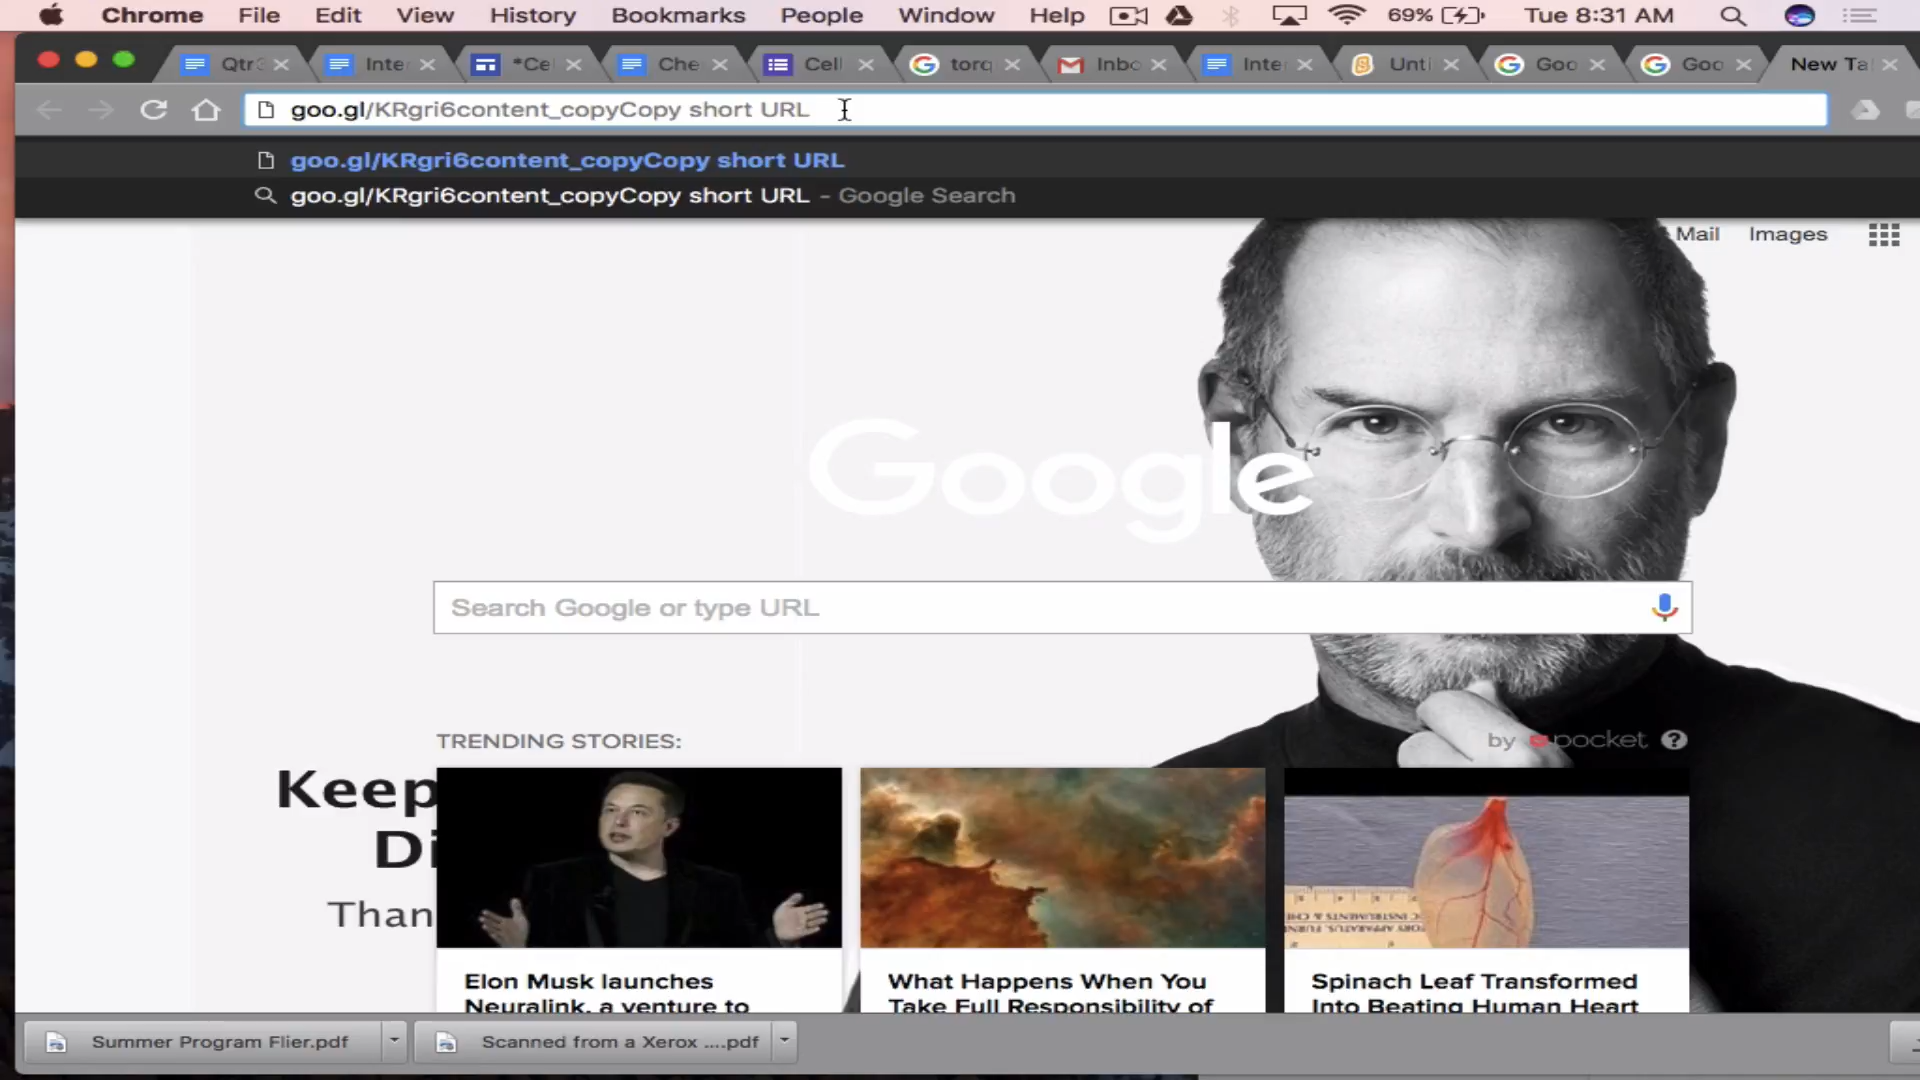 Chrome File Edit View History Bookmarks People Window Help 69% Tue 8:31 AM
Qtr Inte *Ce Che Cell torq Inbo Inte Unti Goo Goo New Ta
goo.gl/KRgri6content_copyCopy short URL
goo.gl/KRgri6content_copyCopy short URL
goo.gl/KRgri6content_copyCopy short URL - Google Search
Mail Images
Google
Search Google or type URL
TRENDING STORIES: by pocket ?
Keep
Di
Than
Elon Musk launches
Neuralink, a venture to
What Happens When You
Take Full Responsibility of
Spinach Leaf Transformed
Into Beating Human Heart
Summer Program Flier.pdf Scanned from a Xerox ....pdf